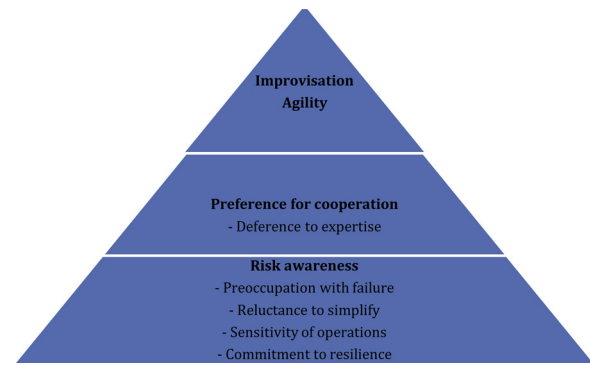 Improvisation
Agility
Preference for cooperation
- Deference to expertise
Risk awareness
- Preoccupation with failure
- Reluctance to simplify
- Sensitivity of operations
- Commitment to resilience